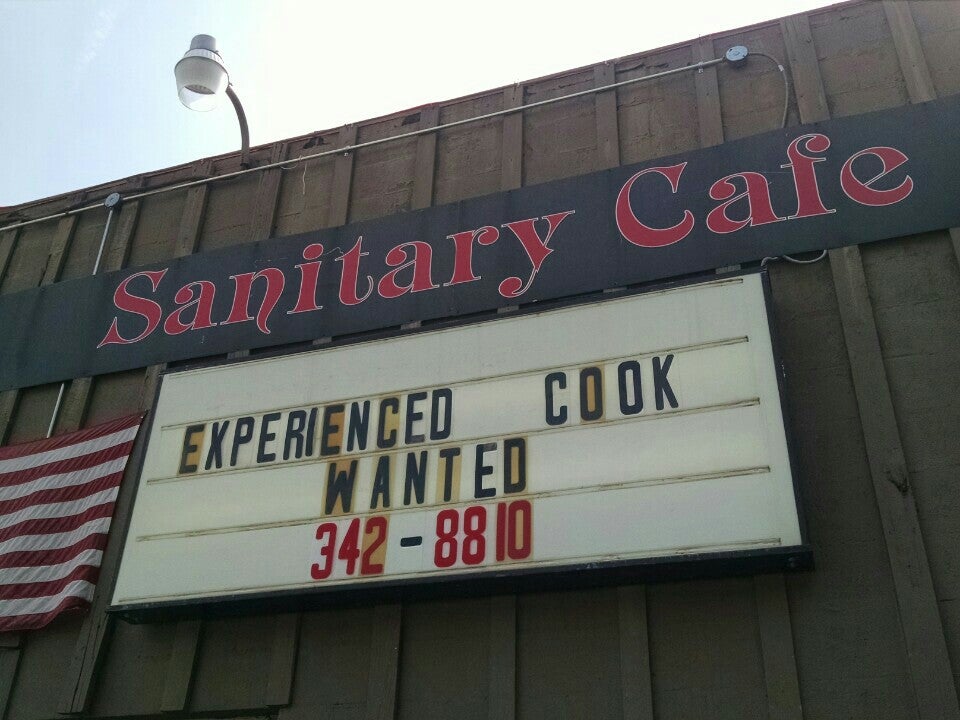 Sanitary Cafe
EXPERIENCED COOK
WANTED
342-8810